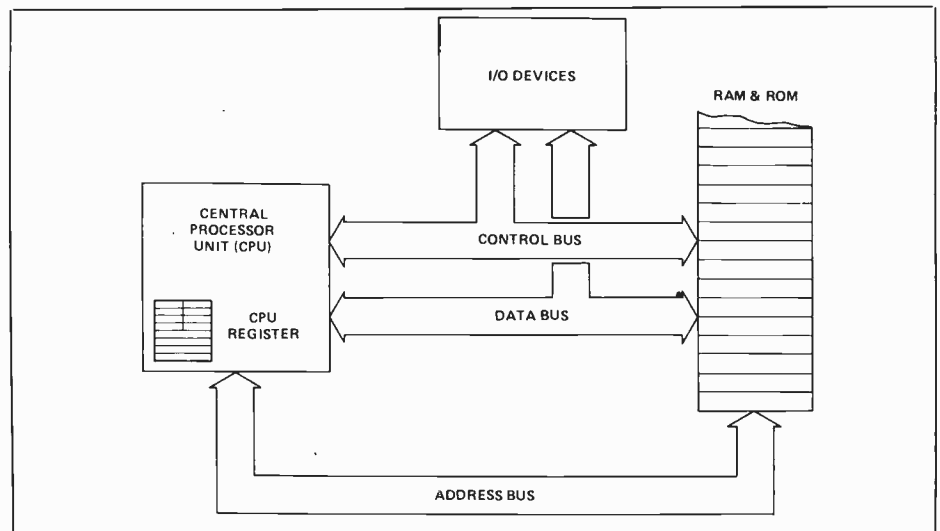 I/O DEVICES
RAM & ROM
CENTRAL
PROCESSOR
UNIT (CPU)
CONTROL BUS
CPU
REGISTER
DATA BUS
ADDRESS BUS